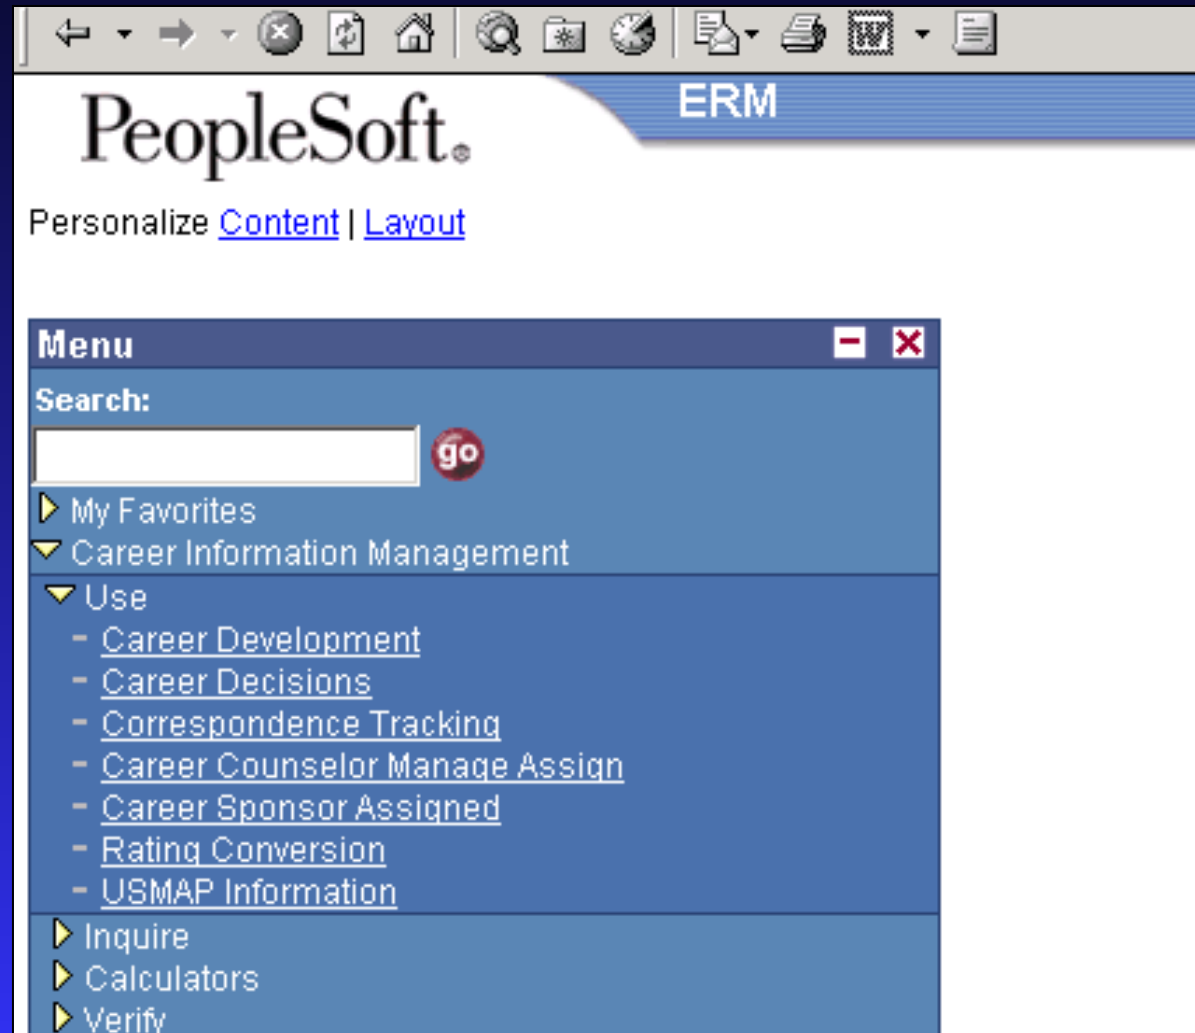 PeopleSoft®
ERM
Personalize Content | Layout
Menu
Search:
go
My Favorites
Career Information Management
Use
- Career Development
- Career Decisions
- Correspondence Tracking
- Career Counselor Manage Assign
- Career Sponsor Assigned
- Rating Conversion
- USMAP Information
Inquire
Calculators
Verify